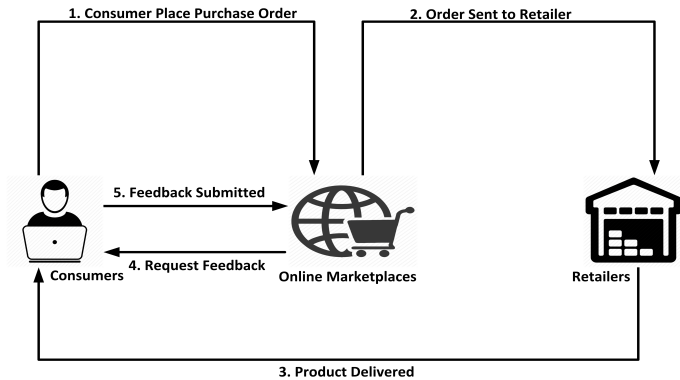 1. Consumer Place Purchase Order
2. Order Sent to Retailer
5. Feedback Submitted
4. Request Feedback
Consumers
Online Marketplaces
Retailers
3. Product Delivered